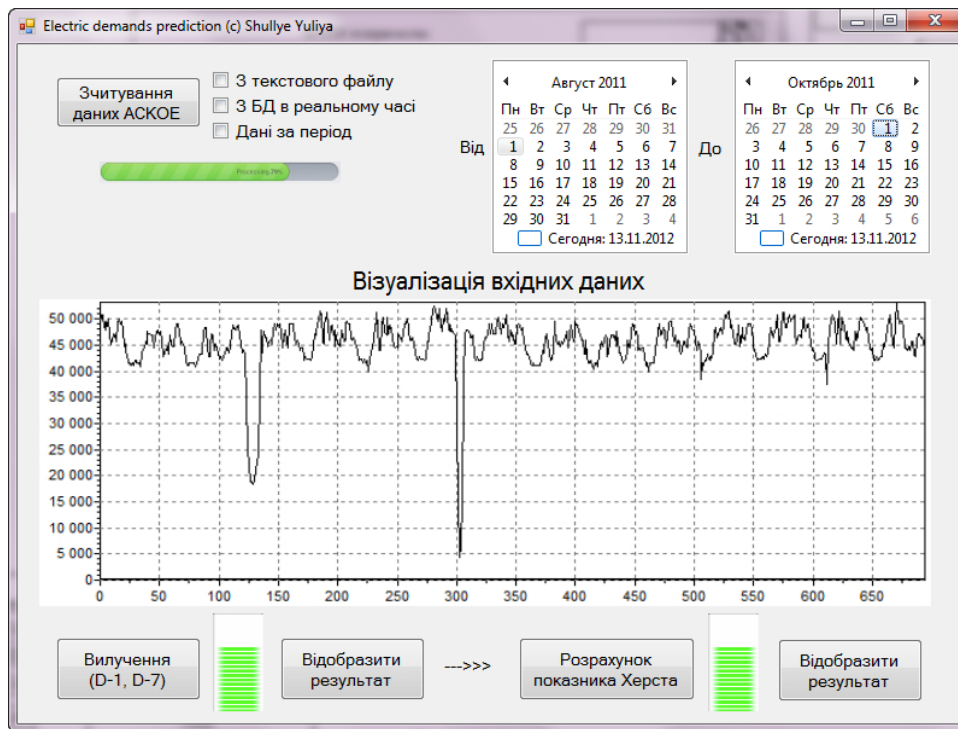 Electric demands prediction (c) Shullye Yuliya
Зчитування
даних АСКОЕ
З текстового файлу
З БД в реальному часі
Дані за період
Processing 79%
Від
Август 2011
Пн Вт Ср Чт Пт Сб Вс
25 26 27 28 29 30 31
1 2 3 4 5 6 7
8 9 10 11 12 13 14
15 16 17 18 19 20 21
22 23 24 25 26 27 28
29 30 31 1 2 3 4
Сегодня: 13.11.2012
До
Октябрь 2011
Пн Вт Ср Чт Пт Сб Вс
26 27 28 29 30 1 2
3 4 5 6 7 8 9
10 11 12 13 14 15 16
17 18 19 20 21 22 23
24 25 26 27 28 29 30
31 1 2 3 4 5 6
Сегодня: 13.11.2012
Візуалізація вхідних даних
50 000
45 000
40 000
35 000
30 000
25 000
20 000
15 000
10 000
5 000
0
0 50 100 150 200 250 300 350 400 450 500 550 600 650
Вилучення
(D-1, D-7)
Відобразити
результат
--->>>
Розрахунок
показника Херста
Відобразити
результат